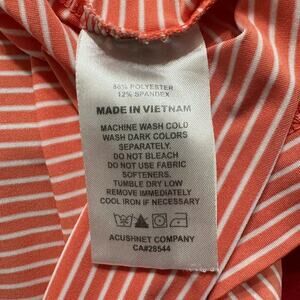 88% POLYESTER
12% SPANDEX
MADE IN VIETNAM
MACHINE WASH COLD
WASH DARK COLORS
SEPARATELY.
DO NOT BLEACH
DO NOT USE FABRIC
SOFTENERS.
TUMBLE DRY LOW
REMOVE IMMEDIATELY
COOL IRON IF NECESSARY
ACUSHNET COMPANY
CA#28544